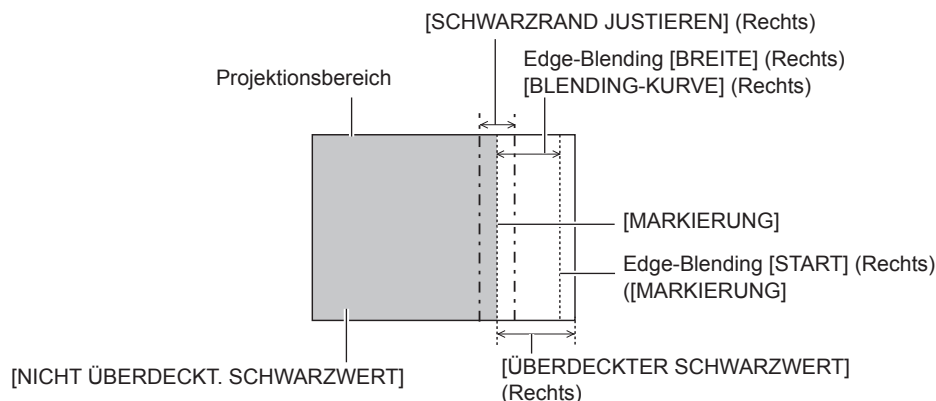 [SCHWARZRAND JUSTIEREN] (Rechts)
Edge-Blending [BREITE] (Rechts)
[BLENDING-KURVE] (Rechts)
Projektionsbereich
[MARKIERUNG]
Edge-Blending [START] (Rechts)
([MARKIERUNG]
[NICHT ÜBERDECKT. SCHWARZWERT]
[ÜBERDECKTER SCHWARZWERT]
(Rechts)